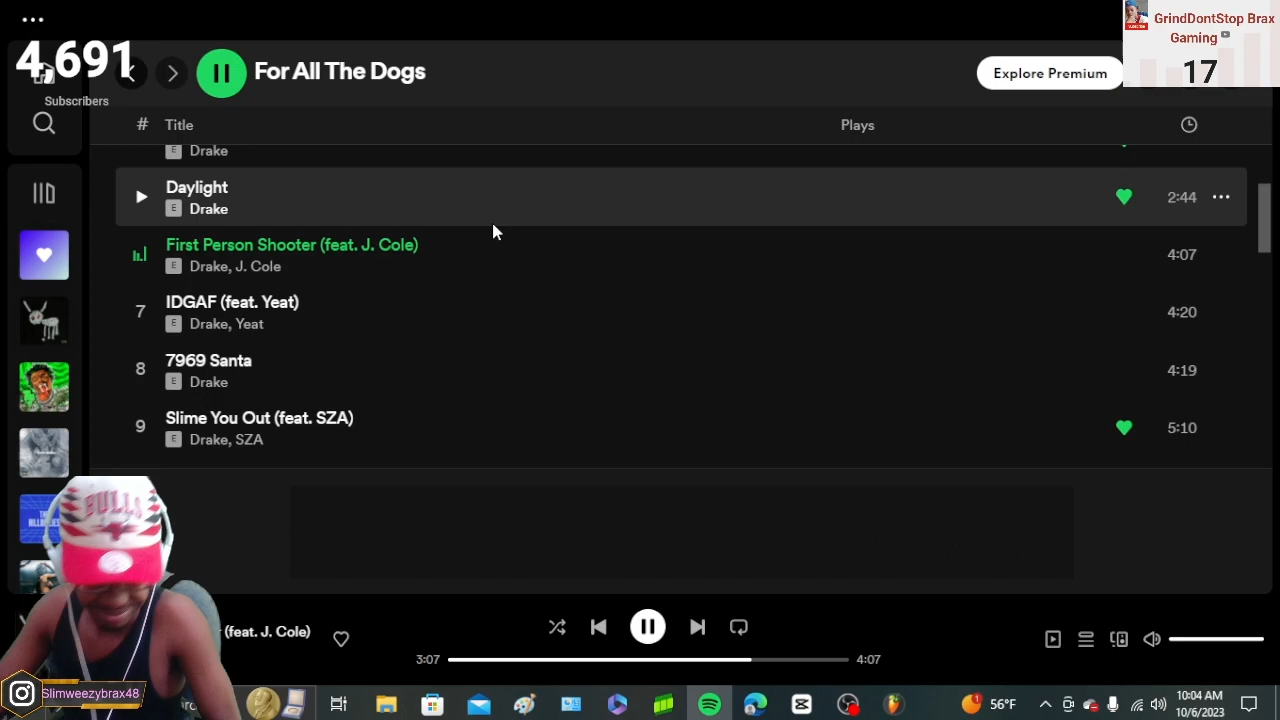 4,691
Subscribers
For All The Dogs
Explore Premium
GrindDontStop Brax
Gaming
17
# Title Plays
E Drake
Daylight
E Drake
2:44
First Person Shooter (feat. J. Cole)
E Drake, J. Cole
4:07
7 IDGAF (feat. Yeat)
E Drake, Yeat
4:20
8 7969 Santa
E Drake
4:19
9 Slime You Out (feat. SZA)
E Drake, SZA
5:10
BULLS
(feat. J. Cole)
3:07 4:07
Slimweezybrax48
56°F
10:04 AM
10/6/2023